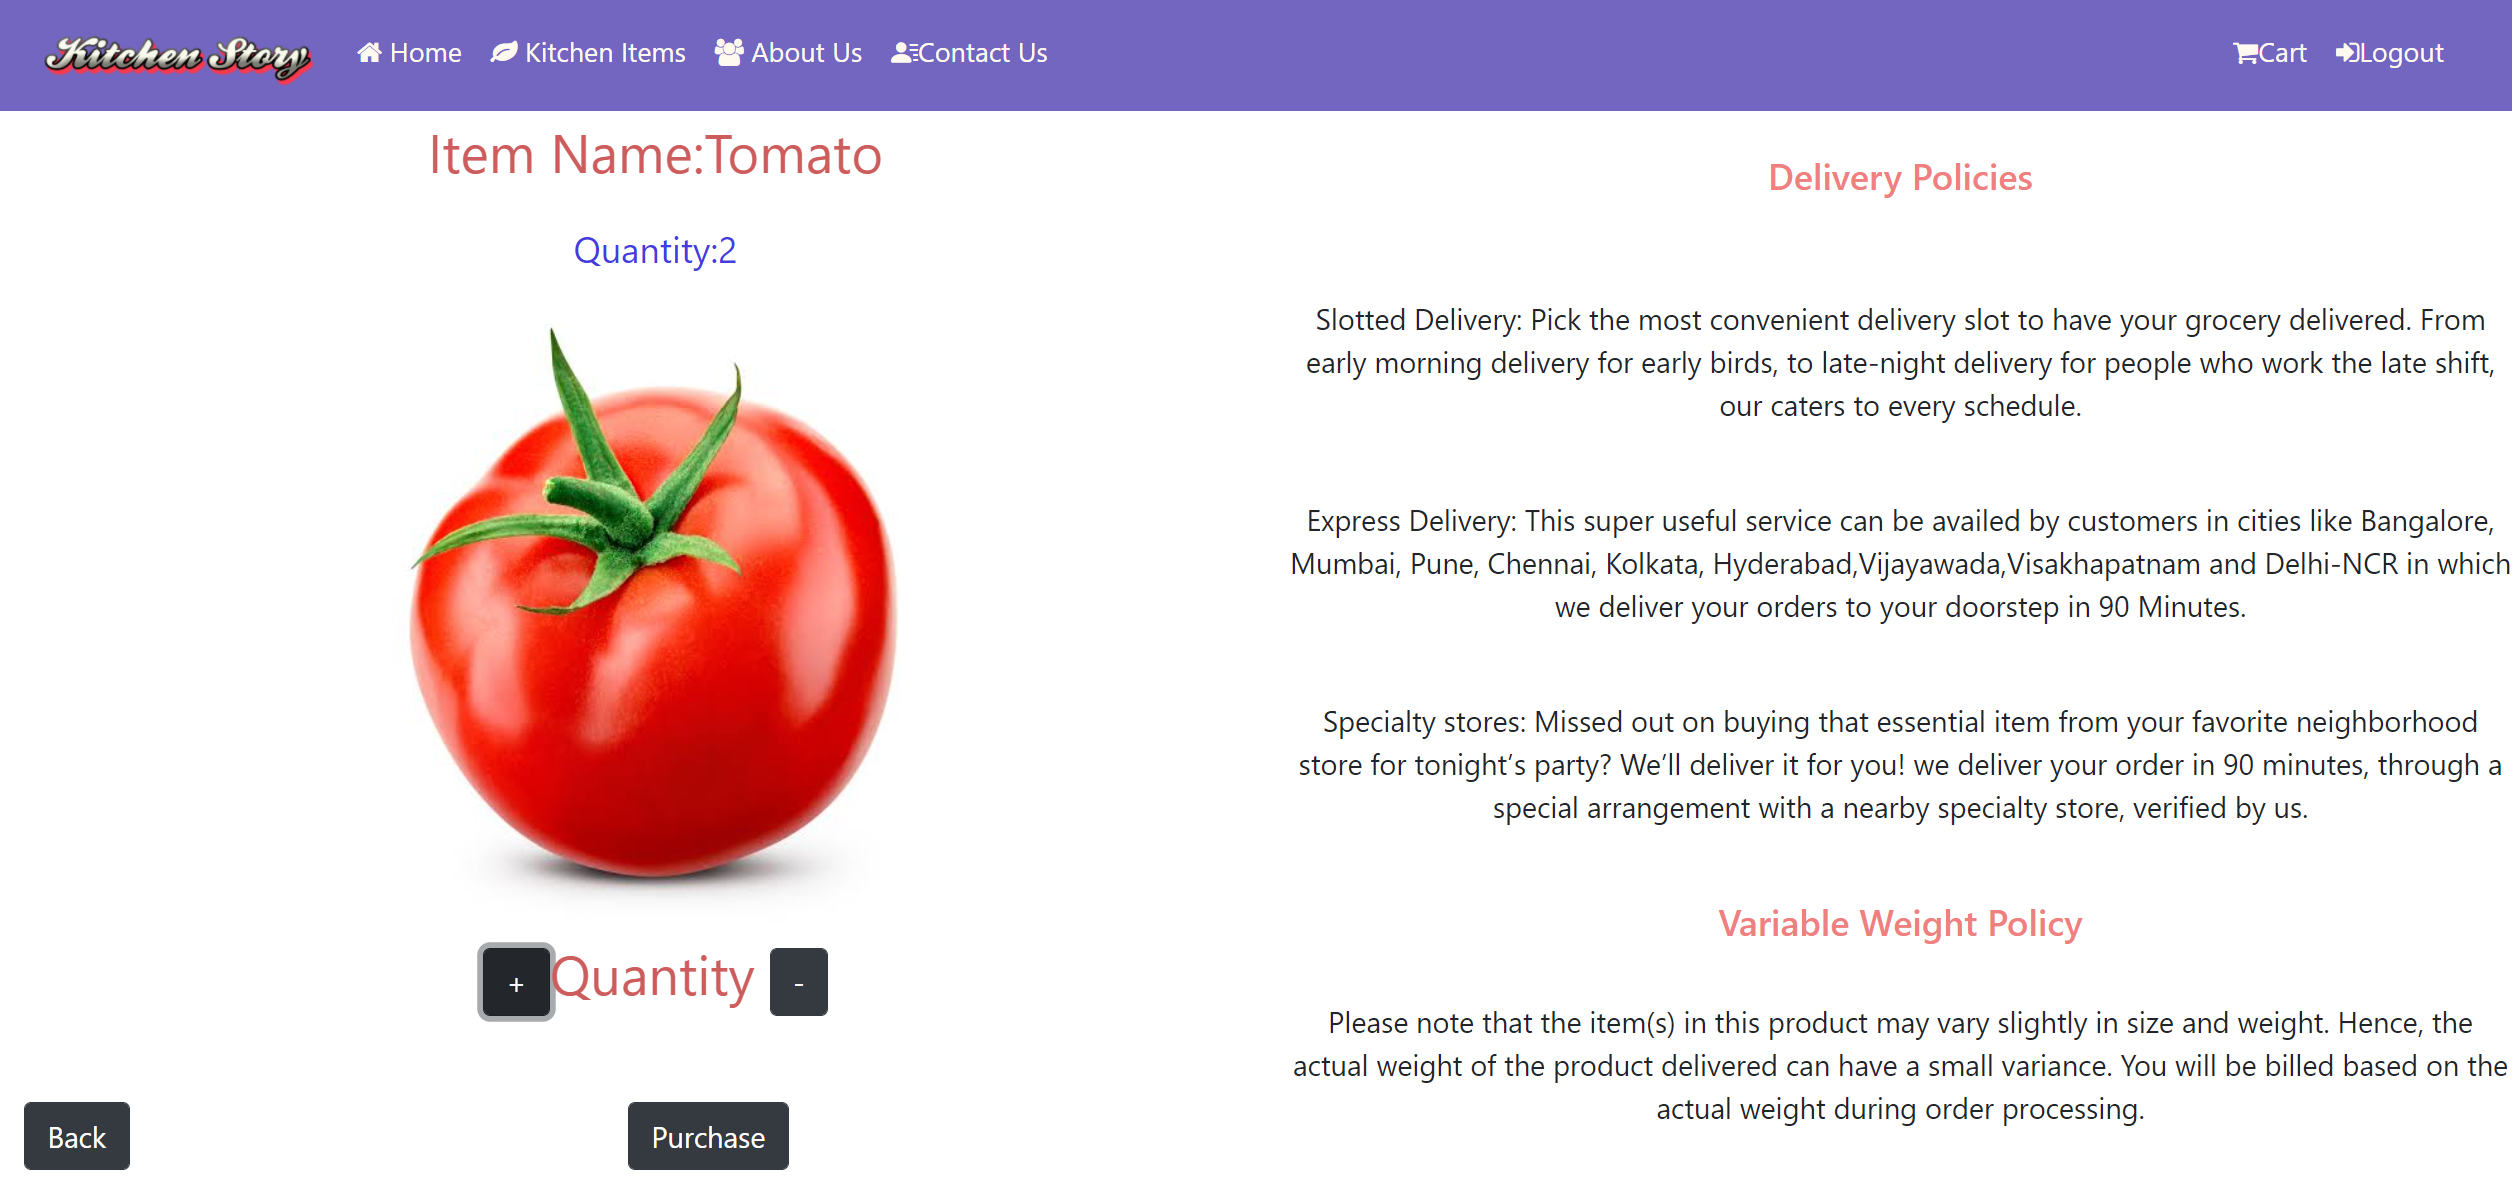 Kitchen Story Home Kitchen Items About Us Contact Us Cart Logout
Item Name:Tomato
Quantity:2
+ Quantity -
Back Purchase
Delivery Policies
Slotted Delivery: Pick the most convenient delivery slot to have your grocery delivered. From
early morning delivery for early birds, to late-night delivery for people who work the late shift,
our caters to every schedule.
Express Delivery: This super useful service can be availed by customers in cities like Bangalore,
Mumbai, Pune, Chennai, Kolkata, Hyderabad,Vijayawada,Visakhapatnam and Delhi-NCR in which
we deliver your orders to your doorstep in 90 Minutes.
Specialty stores: Missed out on buying that essential item from your favorite neighborhood
store for tonight’s party? We’ll deliver it for you! we deliver your order in 90 minutes, through a
special arrangement with a nearby specialty store, verified by us.
Variable Weight Policy
Please note that the item(s) in this product may vary slightly in size and weight. Hence, the
actual weight of the product delivered can have a small variance. You will be billed based on the
actual weight during order processing.